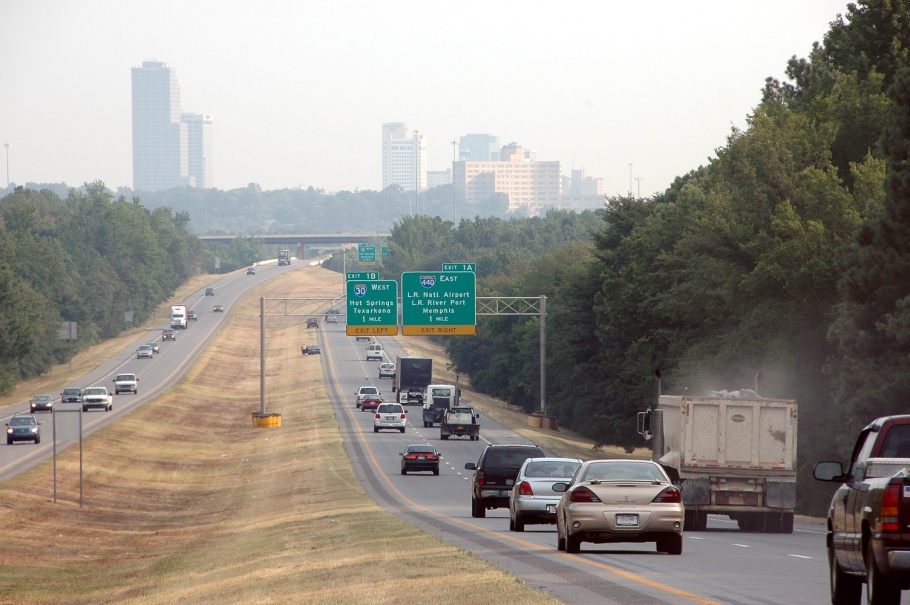 EXIT 1B
30 WEST
Hot Springs
Texarkana
1 MILE
EXIT LEFT
EXIT 1A
440 EAST
L.R. Natl Airport
L.R. River Port
Memphis
1 MILE
EXIT RIGHT